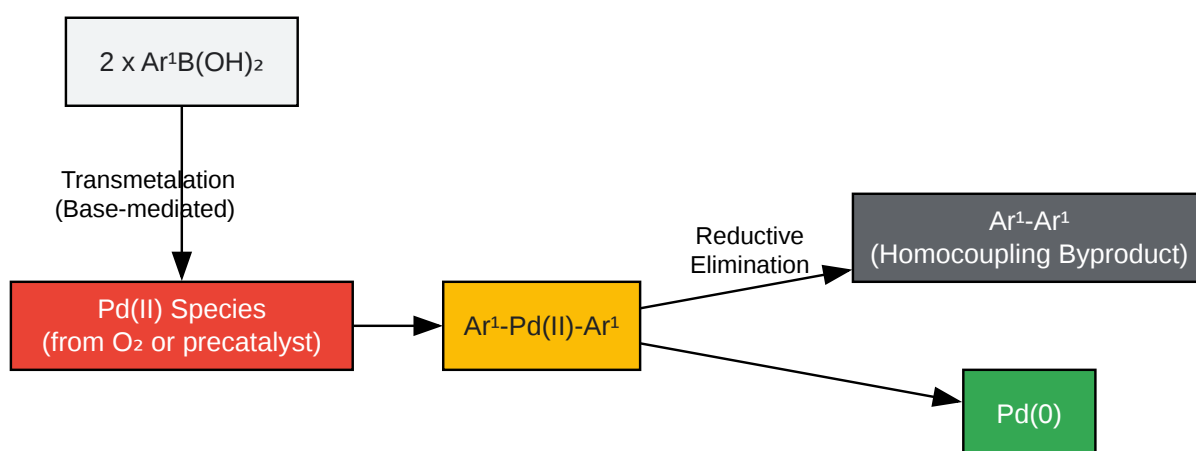 2 x Ar¹B(OH)₂
Transmetalation
(Base-mediated)
Pd(II) Species
(from O₂ or precatalyst)
Ar¹-Pd(II)-Ar¹
Reductive
Elimination
Ar¹-Ar¹
(Homocoupling Byproduct)
Pd(0)